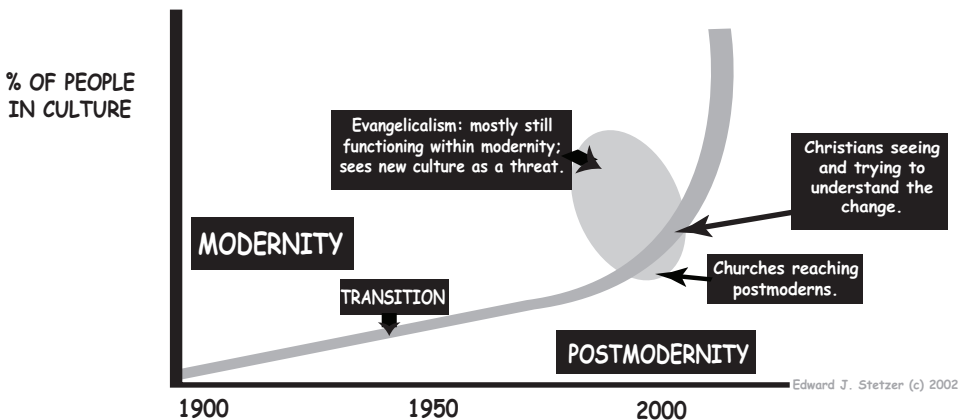 % OF PEOPLE
IN CULTURE
Evangelicalism: mostly still
functioning within modernity;
sees new culture as a threat.
Christians seeing
and trying to
understand the
change.
MODERNITY
Churches reaching
postmoderns.
TRANSITION
POSTMODERNITY
Edward J. Stetzer (c) 2002
1900
1950
2000